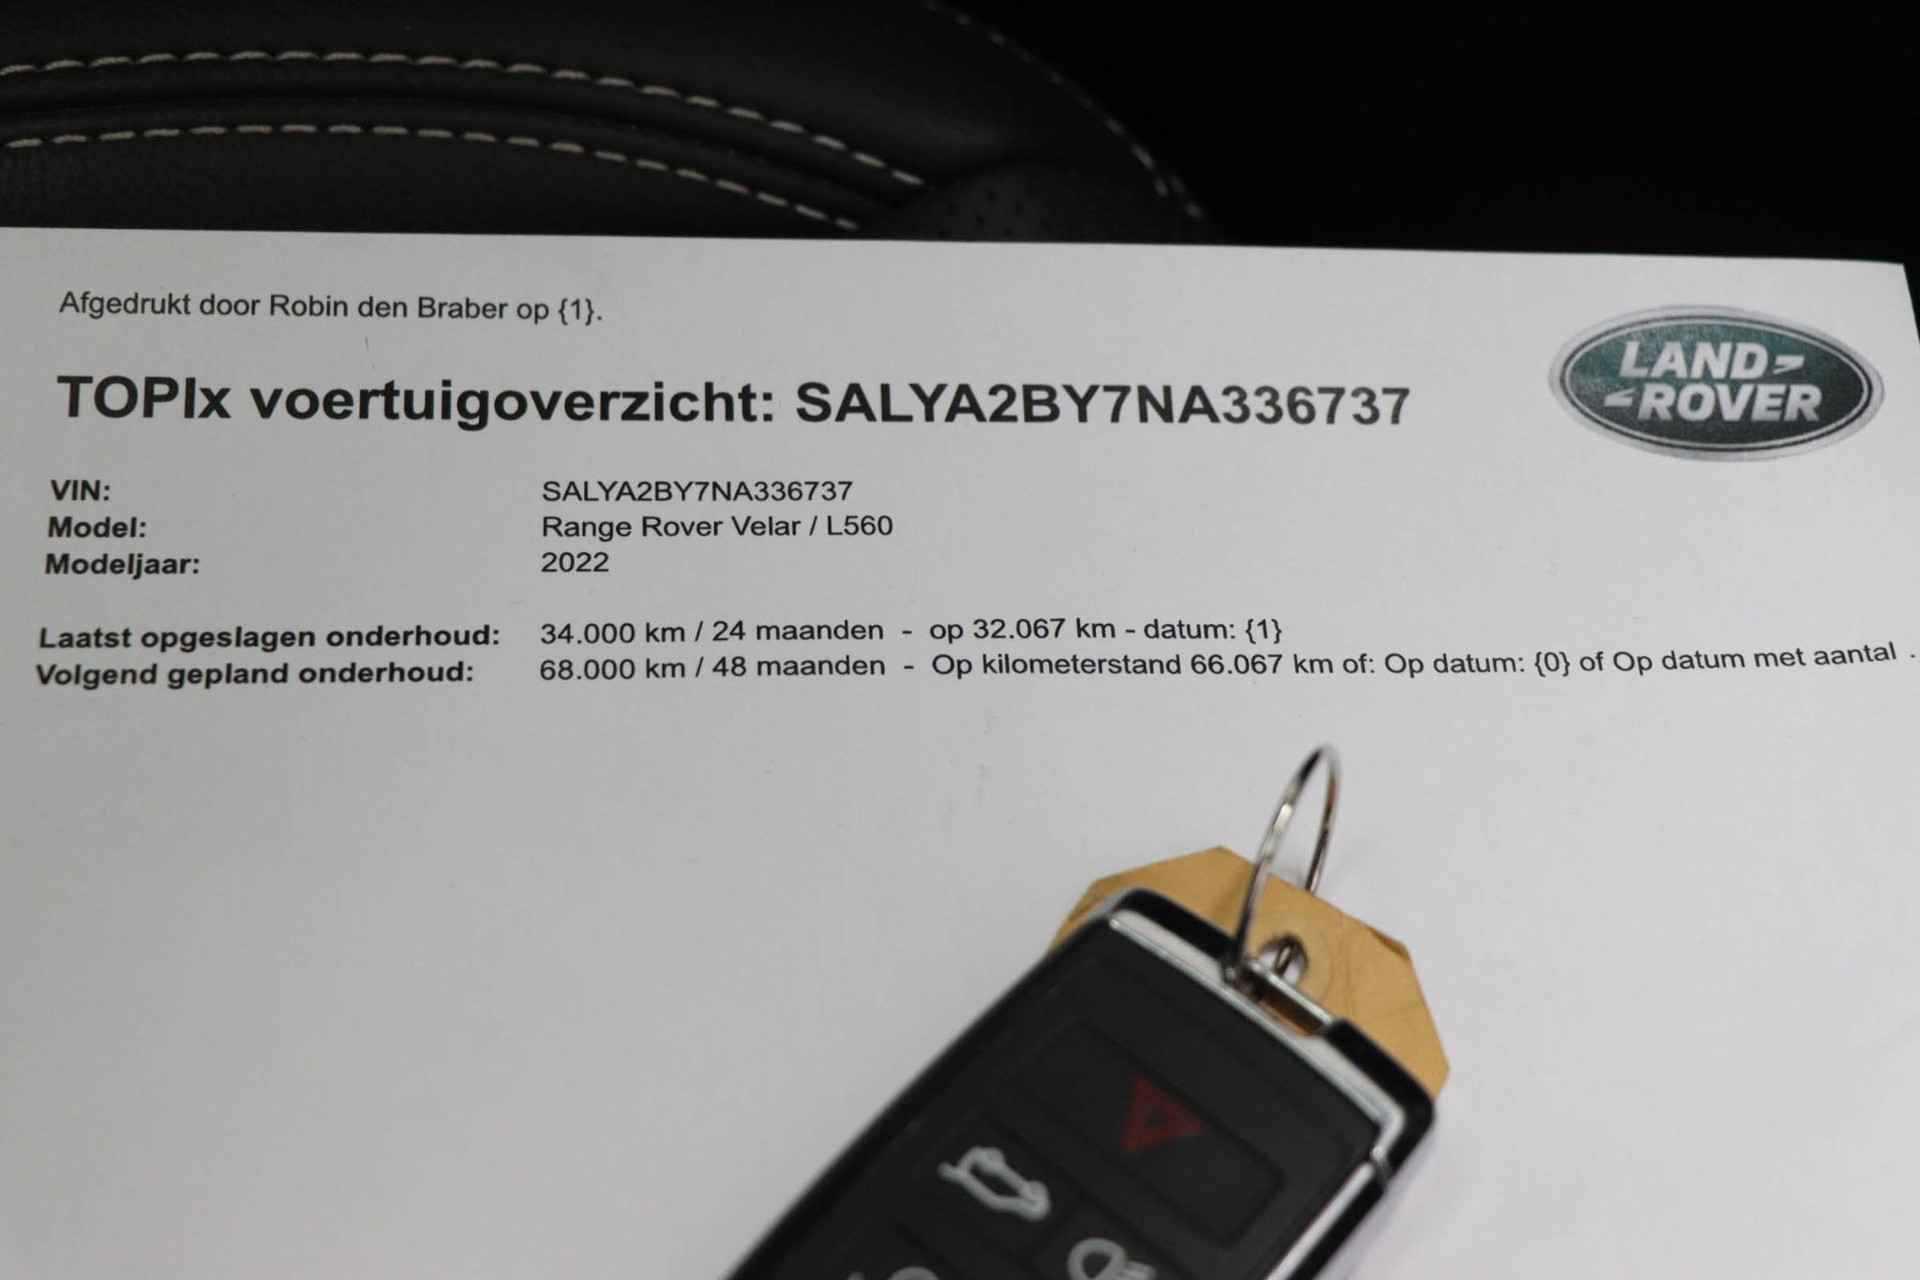 Afgedrukt door Robin den Braber op {1}.
LAND
ROVER
TOPIx voertuigoverzicht: SALYA2BY7NA336737
VIN: SALYA2BY7NA336737
Model: Range Rover Velar / L560
Modeljaar: 2022
Laatst opgeslagen onderhoud: 34.000 km / 24 maanden - op 32.067 km - datum: {1}
Volgend gepland onderhoud: 68.000 km / 48 maanden - Op kilometerstand 66.067 km of: Op datum: {0} of Op datum met aantal .